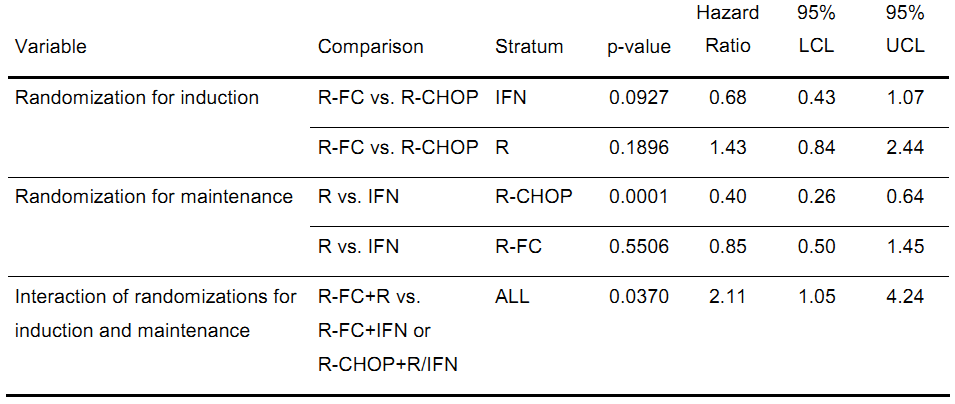 Variable Comparison Stratum p-value Hazard Ratio 95% LCL 95% UCL
Randomization for induction R-FC vs. R-CHOP IFN 0.0927 0.68 0.43 1.07
R-FC vs. R-CHOP R 0.1896 1.43 0.84 2.44
Randomization for maintenance R vs. IFN R-CHOP 0.0001 0.40 0.26 0.64
R vs. IFN R-FC 0.5506 0.85 0.50 1.45
Interaction of randomizations for R-FC+R vs. ALL 0.0370 2.11 1.05 4.24
induction and maintenance R-FC+IFN or
R-CHOP+R/IFN